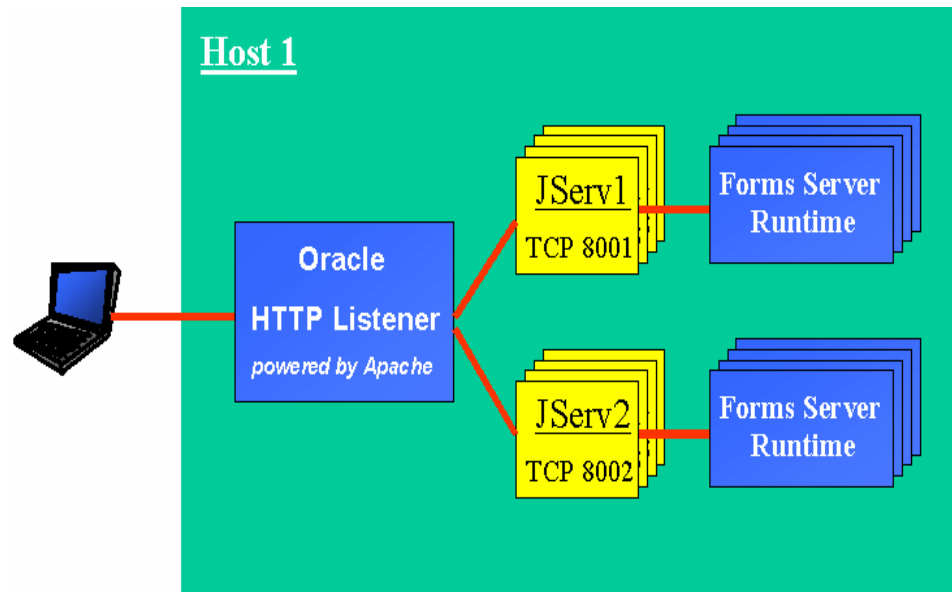 Host 1
Oracle
HTTP Listener
powered by Apache
JServ1
TCP 8001
Forms Server
Runtime
JServ2
TCP 8002
Forms Server
Runtime